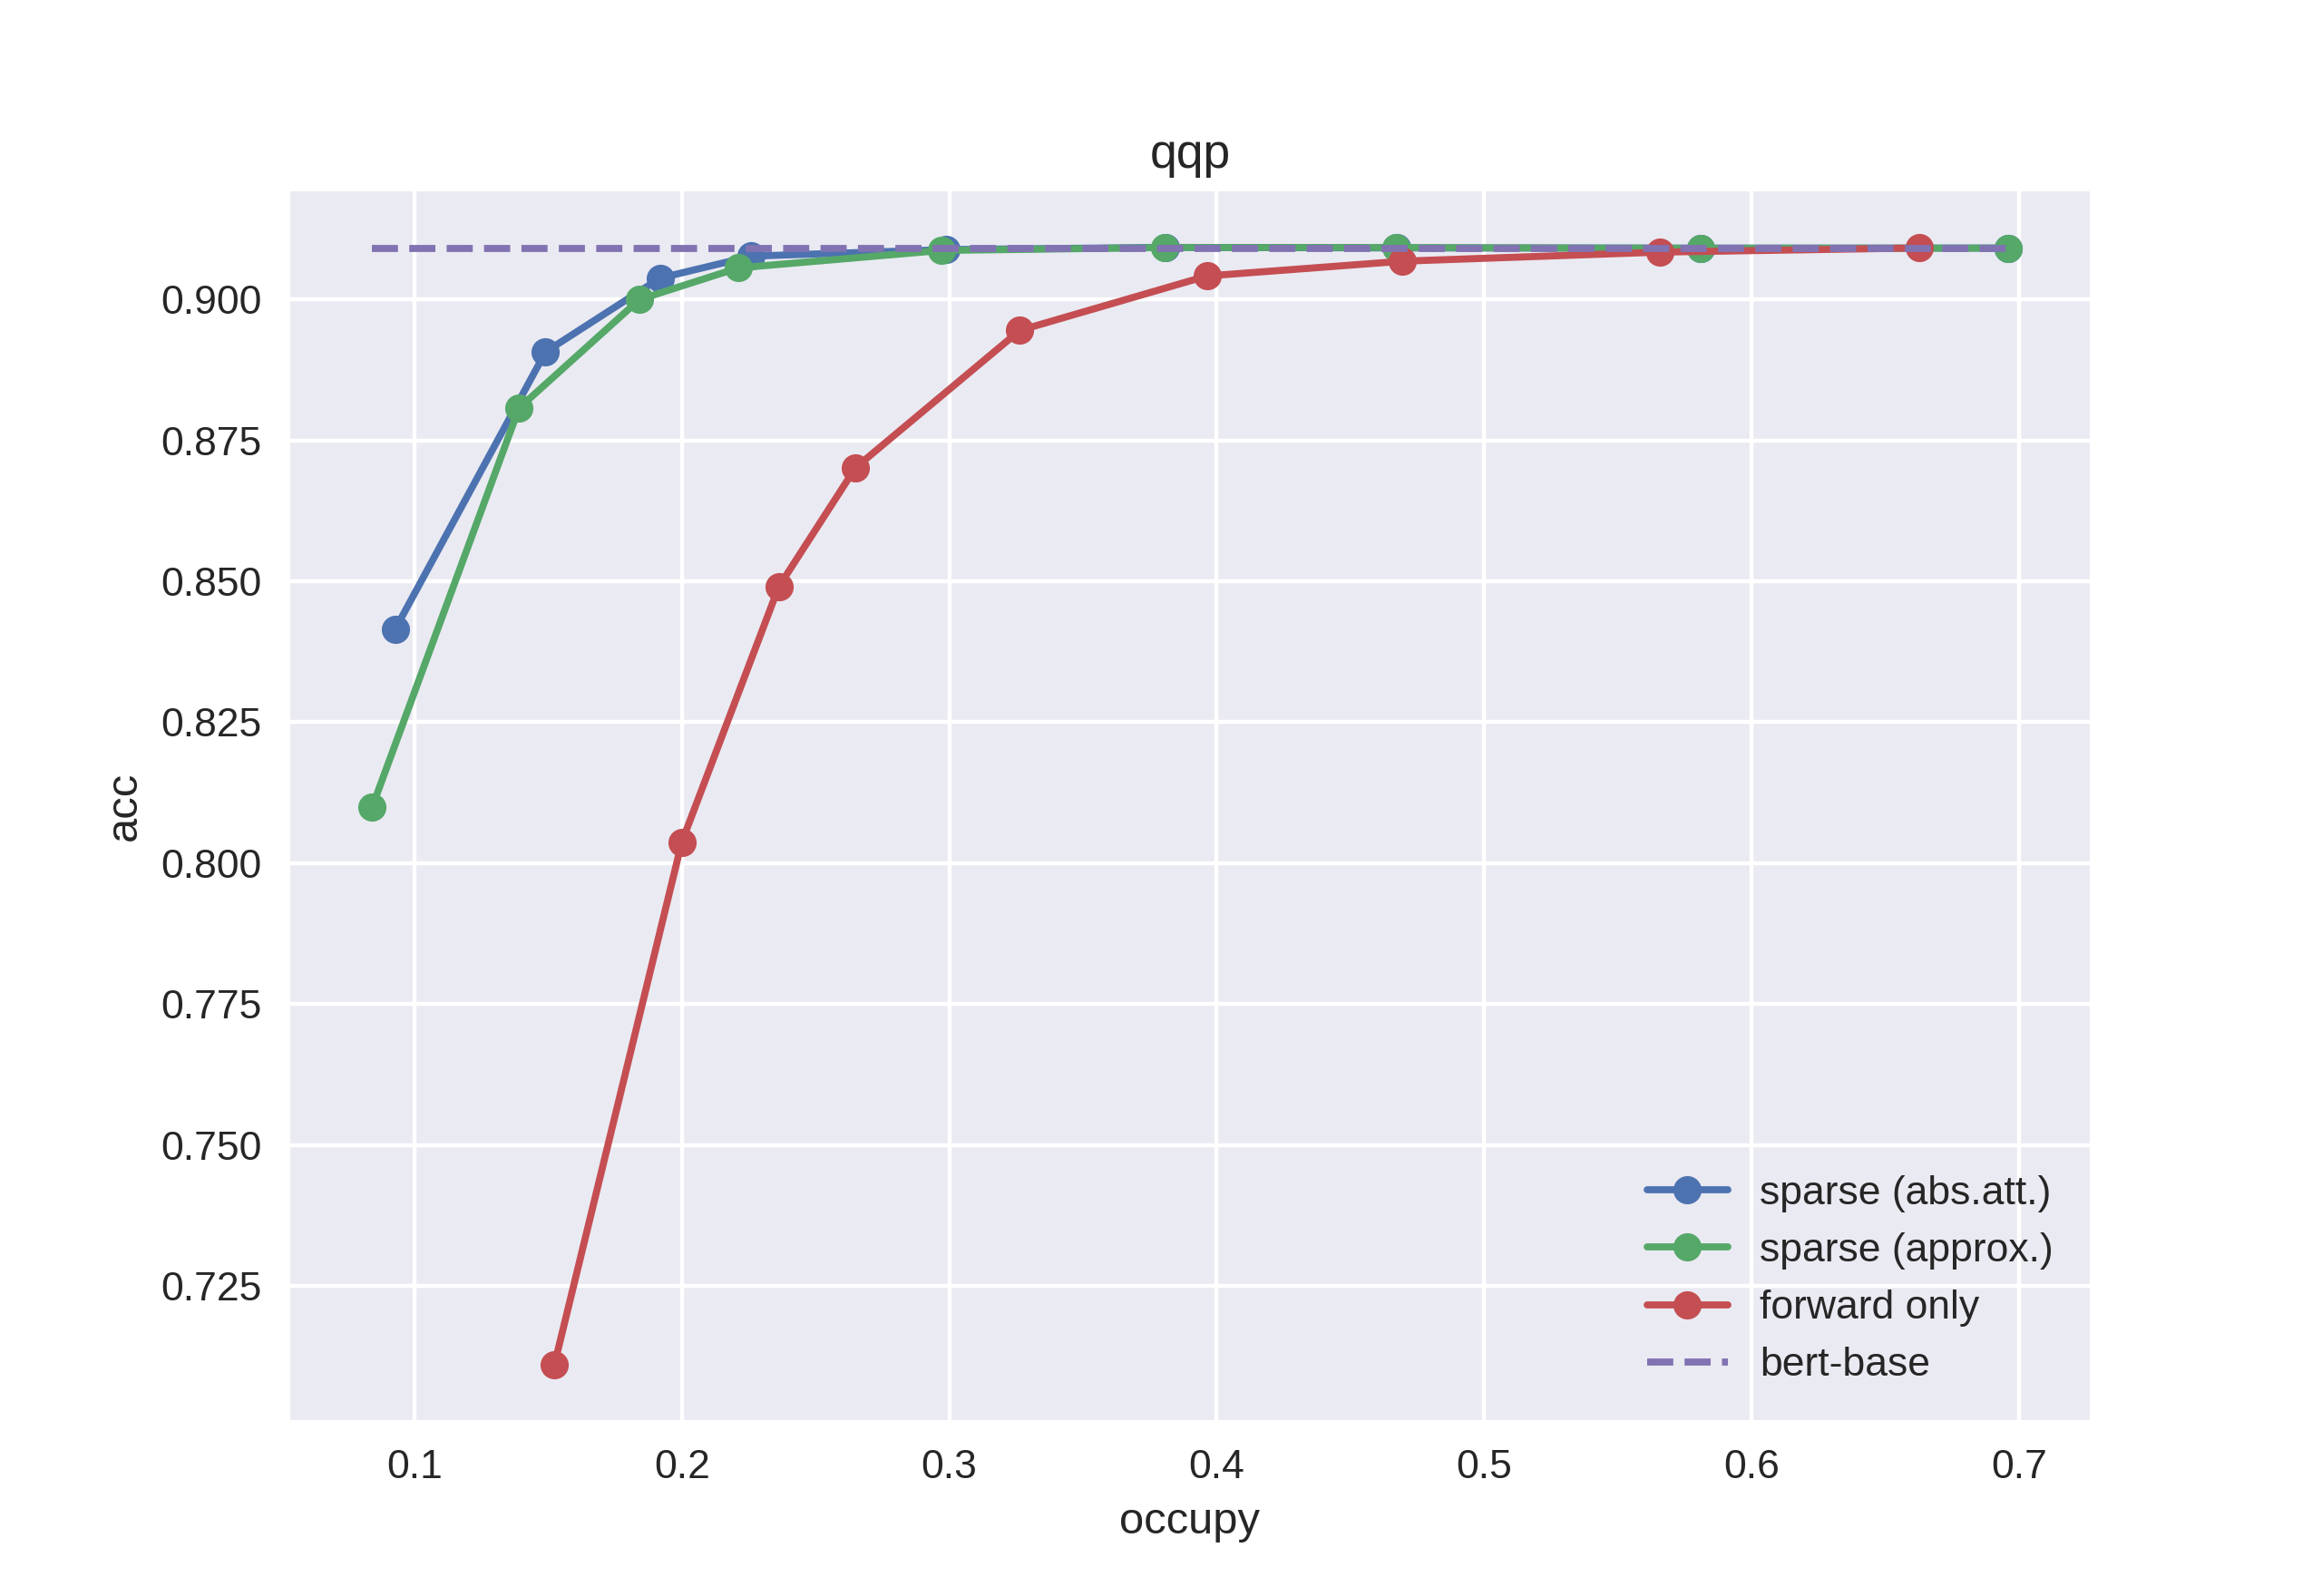 qqp
0.900
0.875
0.850
0.825
0.800
0.775
0.750
0.725
acc
0.1 0.2 0.3 0.4 0.5 0.6 0.7
occupy
sparse (abs.att.)
sparse (approx.)
forward only
bert-base